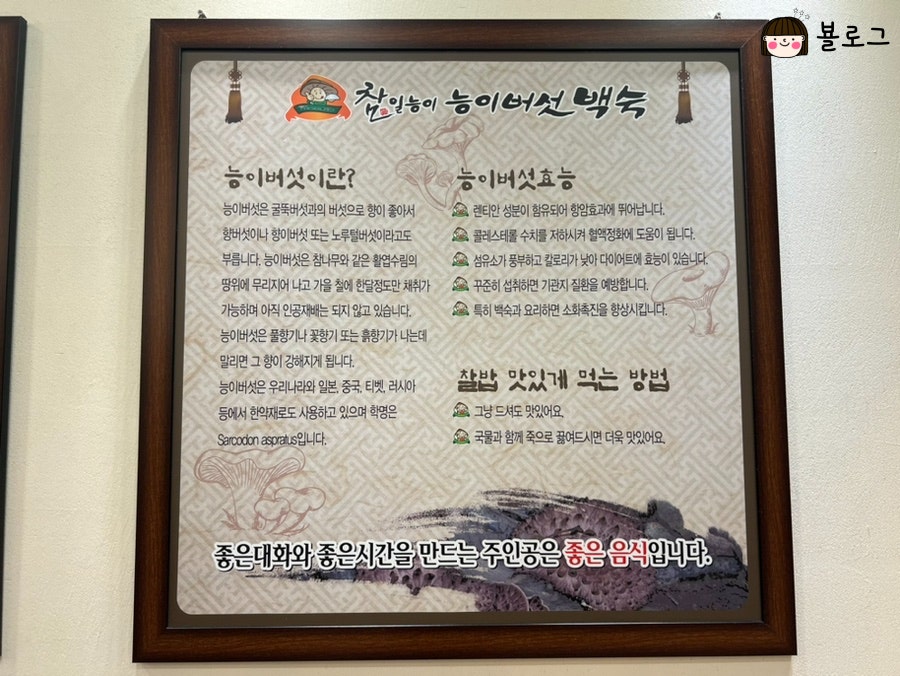 뵬로그
참일능이 능이버섯백숙
능이버섯이란?
능이버섯은 굴뚝버섯과의 버섯으로 향이 좋아서
향버섯이나 향이버섯 또는 노루털버섯이라고도
부릅니다. 능이버섯은 참나무와 같은 활엽수림의
땅위에 무리지어 나고 가을 철에 한달정도만 채취가
가능하며 아직 인공재배는 되지 않고 있습니다.
능이버섯은 풀향기나 꽃향기 또는 흙향기가 나는데
말리면 그 향이 강해지게 됩니다.
능이버섯은 우리나라와 일본, 중국, 티벳, 러시아
등에서 한약재로도 사용하고 있으며 학명은
Sarcodon aspratus입니다.
능이버섯효능
렌티안 성분이 함유되어 항암효과에 뛰어납니다.
콜레스테롤 수치를 저하시켜 혈액정화에 도움이 됩니다.
섬유소가 풍부하고 칼로리가 낮아 다이어트에 효능이 있습니다.
꾸준히 섭취하면 기관지 질환을 예방합니다.
특히 백숙과 요리하면 소화촉진을 향상시킵니다.
찰밥 맛있게 먹는 방법
그냥 드셔도 맛있어요.
국물과 함께 죽으로 끓여드시면 더욱 맛있어요.
좋은대화와 좋은시간을 만드는 주인공은 좋은 음식입니다.